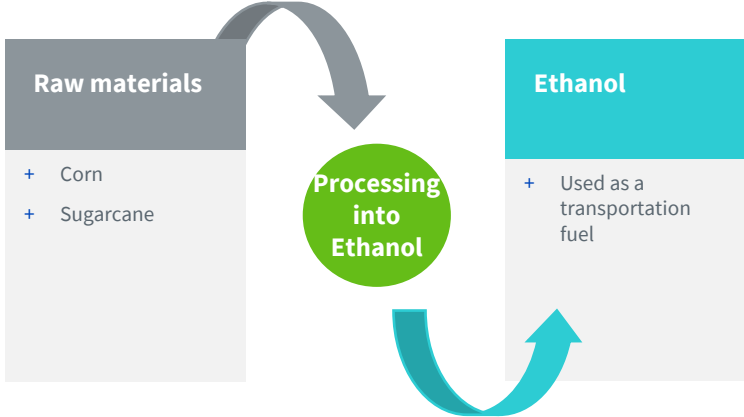 Raw materials
+ Corn
+ Sugarcane
Processing
into
Ethanol
Ethanol
+ Used as a
transportation
fuel